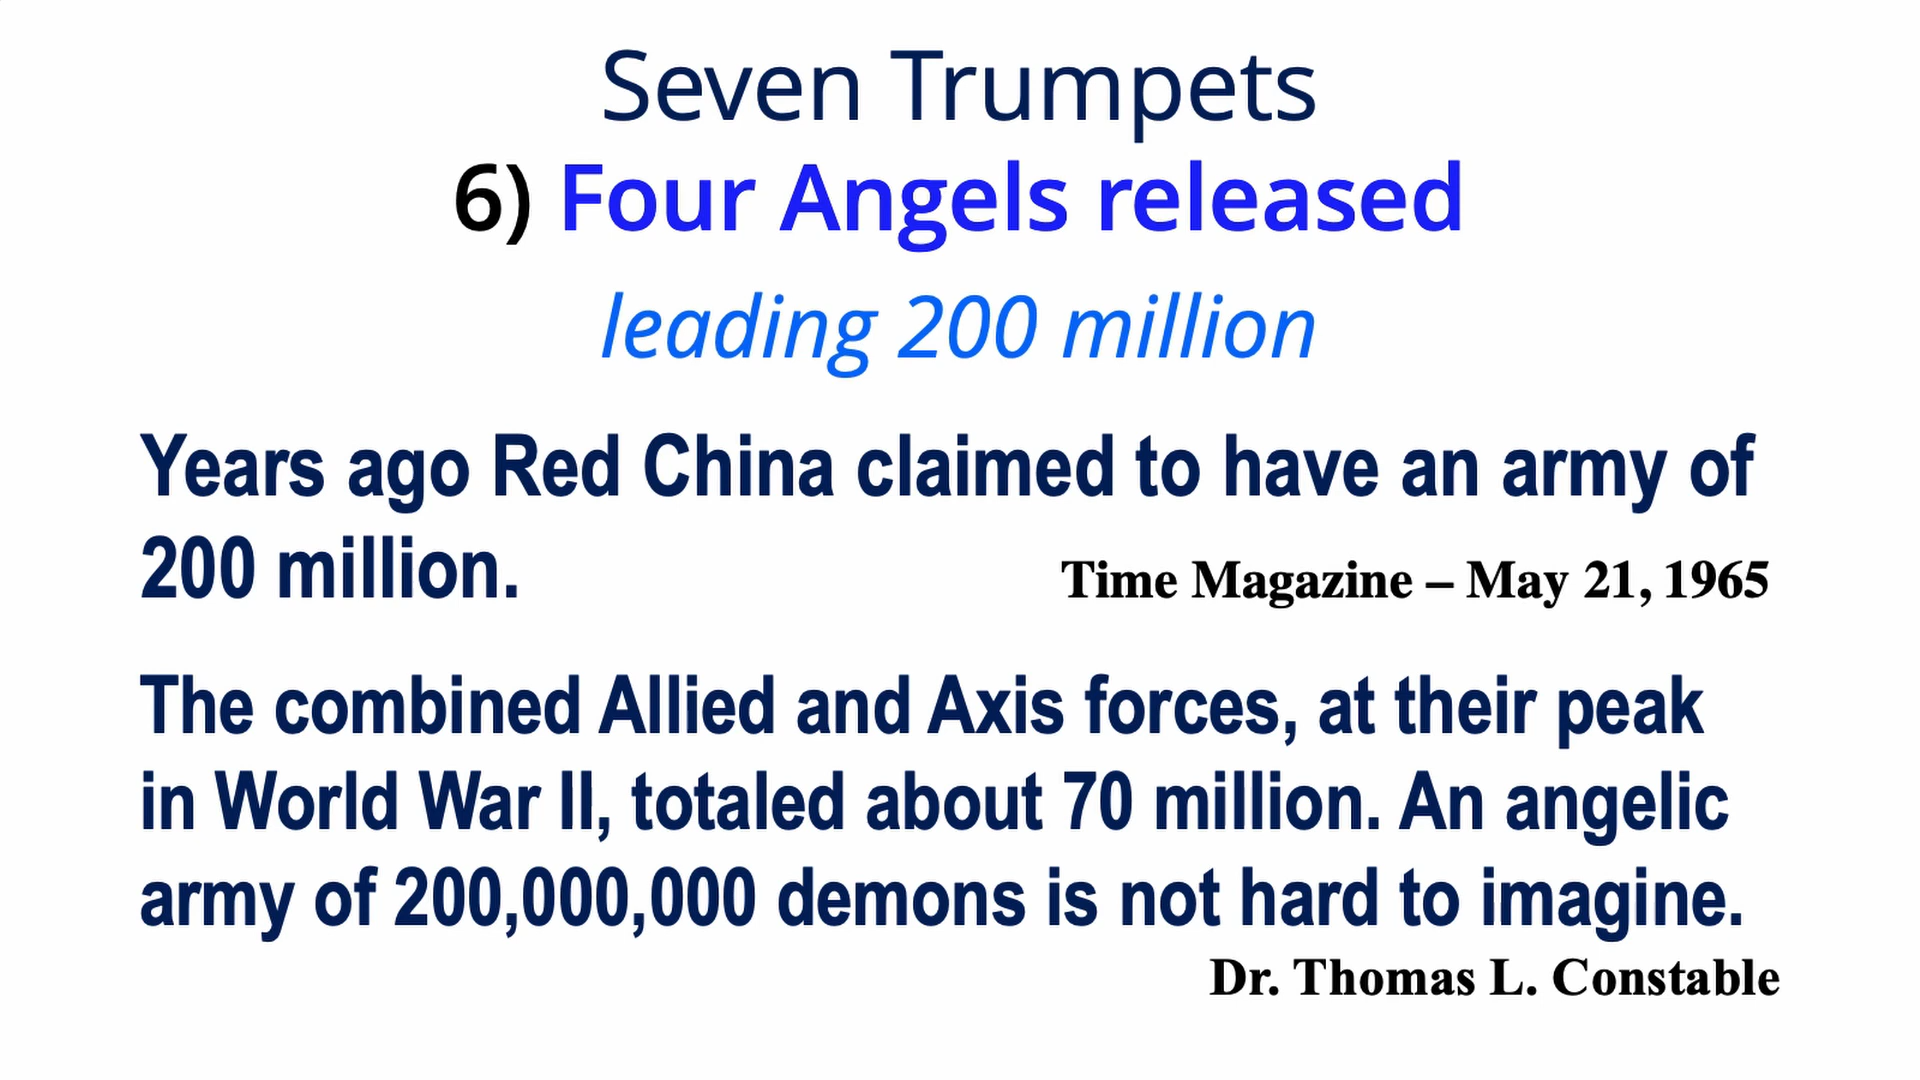 Seven Trumpets
6) Four Angels released
leading 200 million
Years ago Red China claimed to have an army of
200 million.
Time Magazine – May 21, 1965
The combined Allied and Axis forces, at their peak
in World War II, totaled about 70 million. An angelic
army of 200,000,000 demons is not hard to imagine.
Dr. Thomas L. Constable